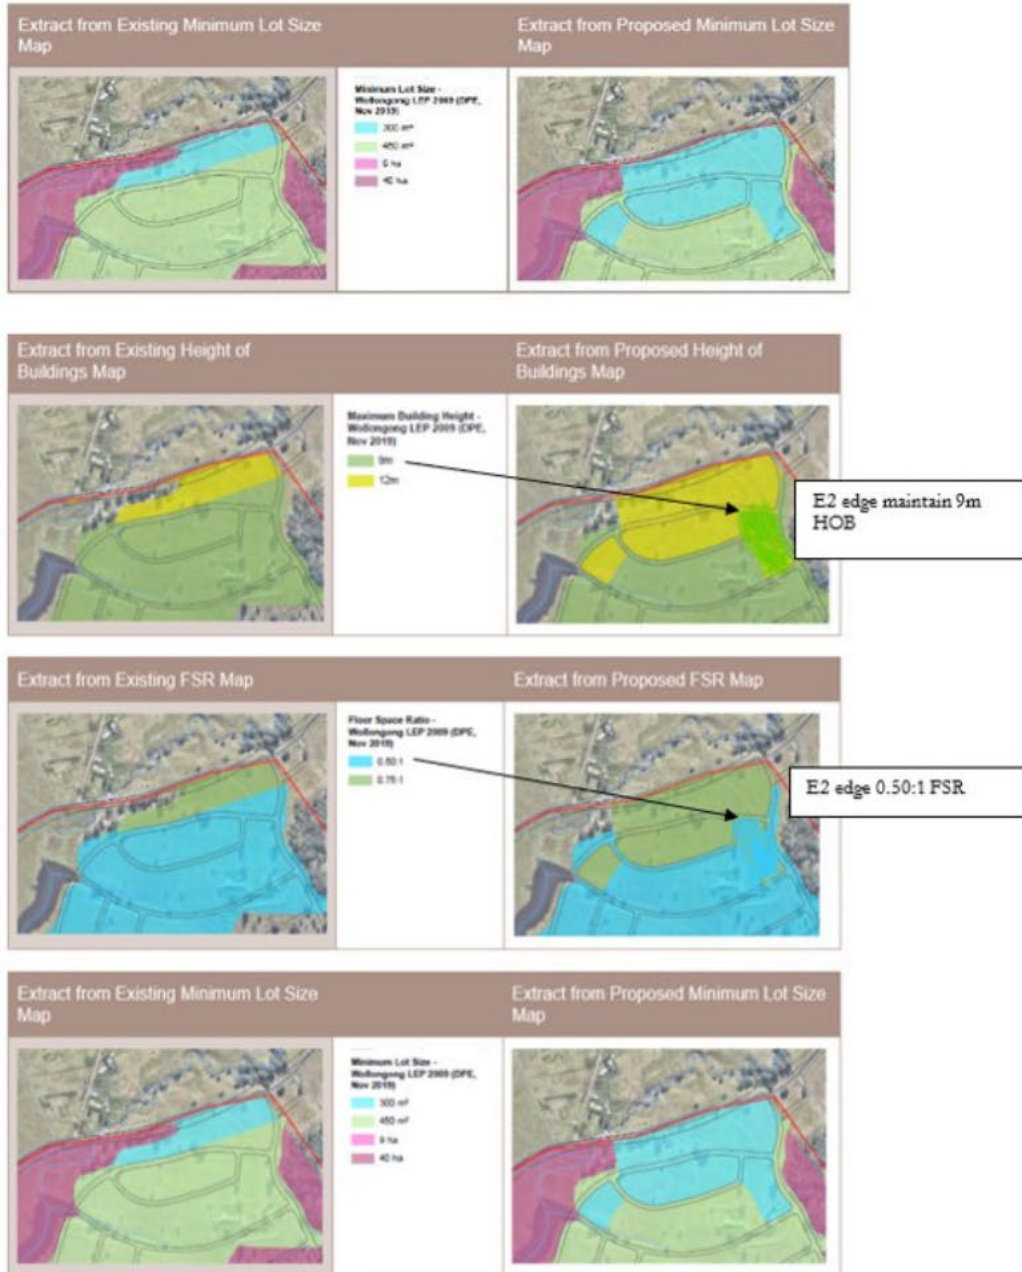 Extract from Existing Minimum Lot Size
Map
Extract from Proposed Minimum Lot Size
Map
Minimum Lot Size -
Wollongong LEP 2009 (DPE,
Nov 2019)
300 m²
450 m²
ha
40 ha
Extract from Existing Height of
Buildings Map
Extract from Proposed Height of
Buildings Map
Maximum Building Height -
Wollongong LEP 2009 (DPE,
Nov 2019)
9m
12m
E2 edge maintain 9m
HOB
Extract from Existing FSR Map
Extract from Proposed FSR Map
Floor Space Ratio -
Wollongong LEP 2009 (DPE,
Nov 2019)
0.50:1
0.75:1
E2 edge 0.50:1 FSR
Extract from Existing Minimum Lot Size
Map
Extract from Proposed Minimum Lot Size
Map
Minimum Lot Size -
Wollongong LEP 2009 (DPE,
Nov 2019)
300 m²
450 m²
ha
40 ha